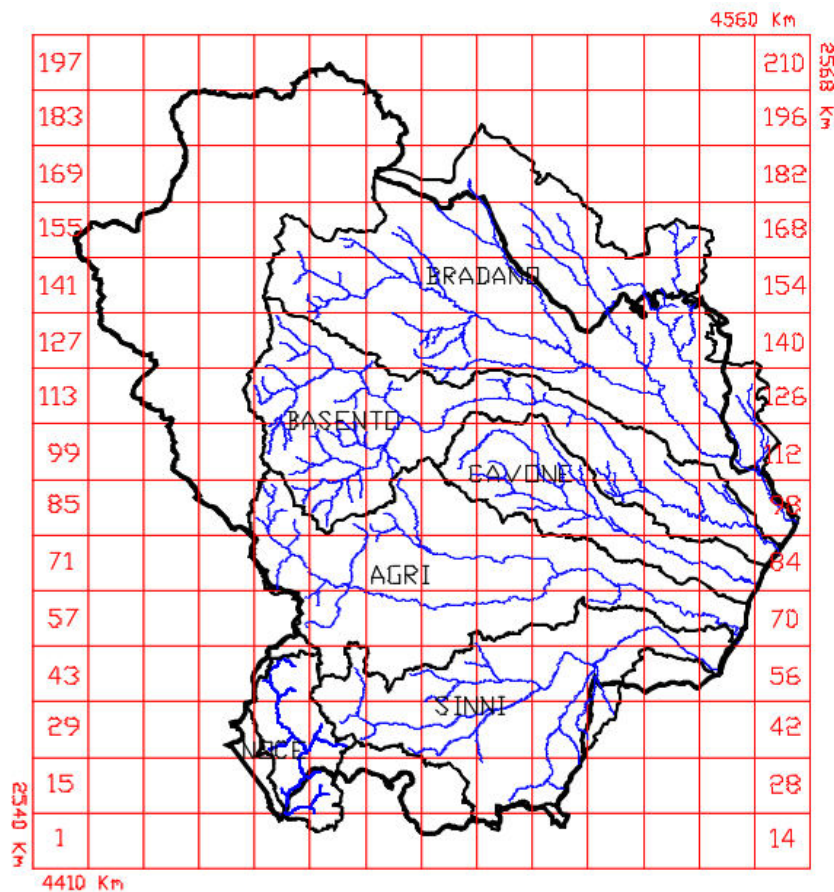 4560 Km
2568 Km
197 210
183 196
169 182
155 168
BRADANO
141 154
127 140
113 126
BASENTO
99 112
CAVONE
85 98
71 84
AGRI
57 70
43 56
SINNI
29 42
NOCE
15 28
2540 Km
1 14
4410 Km